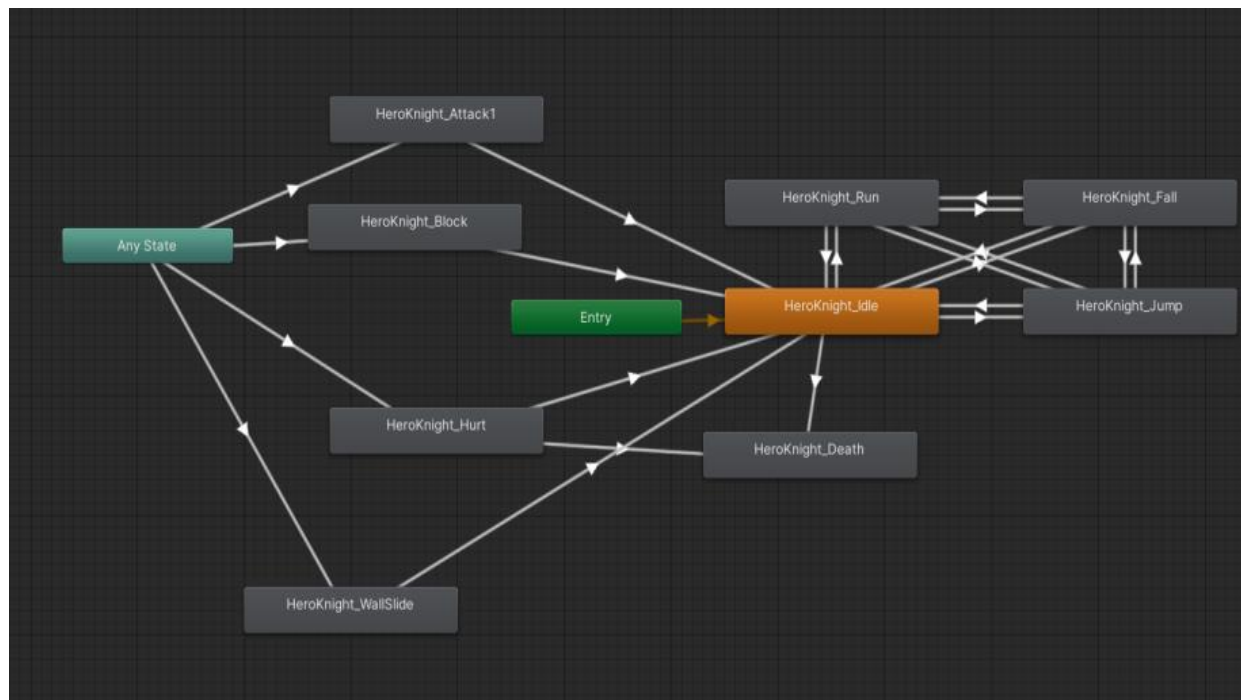 HeroKnight_Attack1
HeroKnight_Run
HeroKnight_Fall
HeroKnight_Block
Any State
HeroKnight_Idle
HeroKnight_Jump
Entry
HeroKnight_Hurt
HeroKnight_Death
HeroKnight_WallSlide